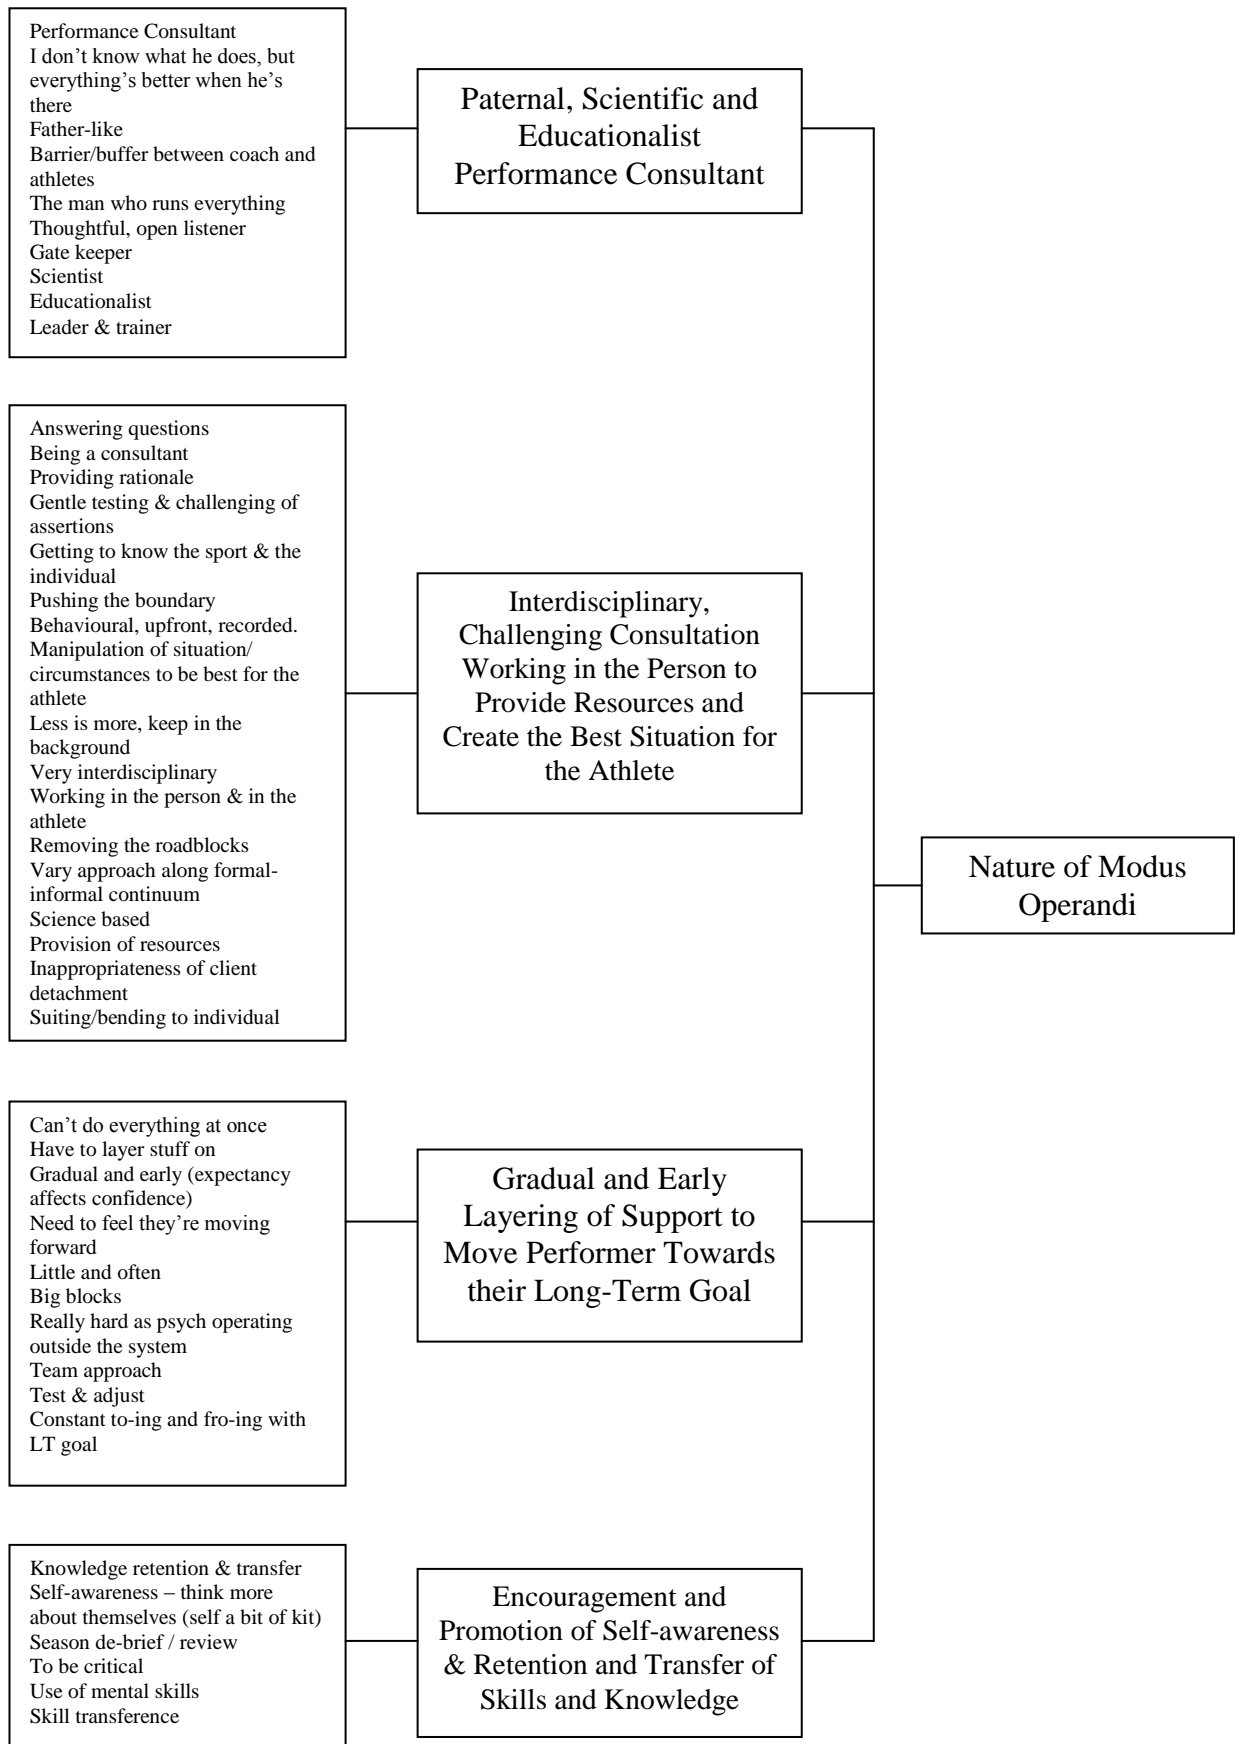 Performance Consultant
I don’t know what he does, but
everything’s better when he’s
there
Father-like
Barrier/buffer between coach and
athletes
The man who runs everything
Thoughtful, open listener
Gate keeper
Scientist
Educationalist
Leader & trainer
Paternal, Scientific and
Educationalist
Performance Consultant
Answering questions
Being a consultant
Providing rationale
Gentle testing & challenging of
assertions
Getting to know the sport & the
individual
Pushing the boundary
Behavioural, upfront, recorded.
Manipulation of situation/
circumstances to be best for the
athlete
Less is more, keep in the
background
Very interdisciplinary
Working in the person & in the
athlete
Removing the roadblocks
Vary approach along formal-
informal continuum
Science based
Provision of resources
Inappropriateness of client
detachment
Suiting/bending to individual
Interdisciplinary,
Challenging Consultation
Working in the Person to
Provide Resources and
Create the Best Situation for
the Athlete
Nature of Modus
Operandi
Can’t do everything at once
Have to layer stuff on
Gradual and early (expectancy
affects confidence)
Need to feel they’re moving
forward
Little and often
Big blocks
Really hard as psych operating
outside the system
Team approach
Test & adjust
Constant to-ing and fro-ing with
LT goal
Gradual and Early
Layering of Support to
Move Performer Towards
their Long-Term Goal
Knowledge retention & transfer
Self-awareness – think more
about themselves (self a bit of kit)
Season de-brief / review
To be critical
Use of mental skills
Skill transference
Encouragement and
Promotion of Self-awareness
& Retention and Transfer of
Skills and Knowledge